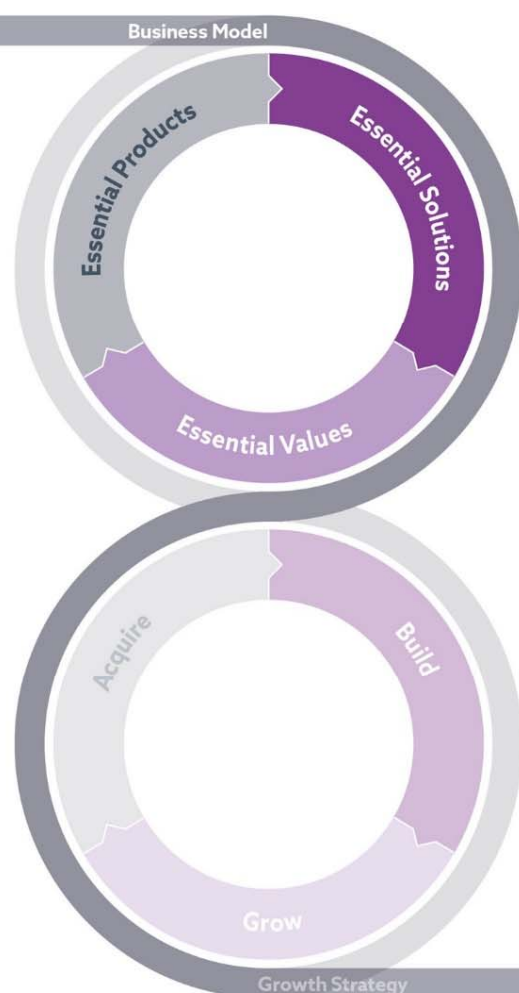 Business Model
Essential Products
Essential Solutions
Essential Values
Acquire
Build
Grow
Growth Strategy